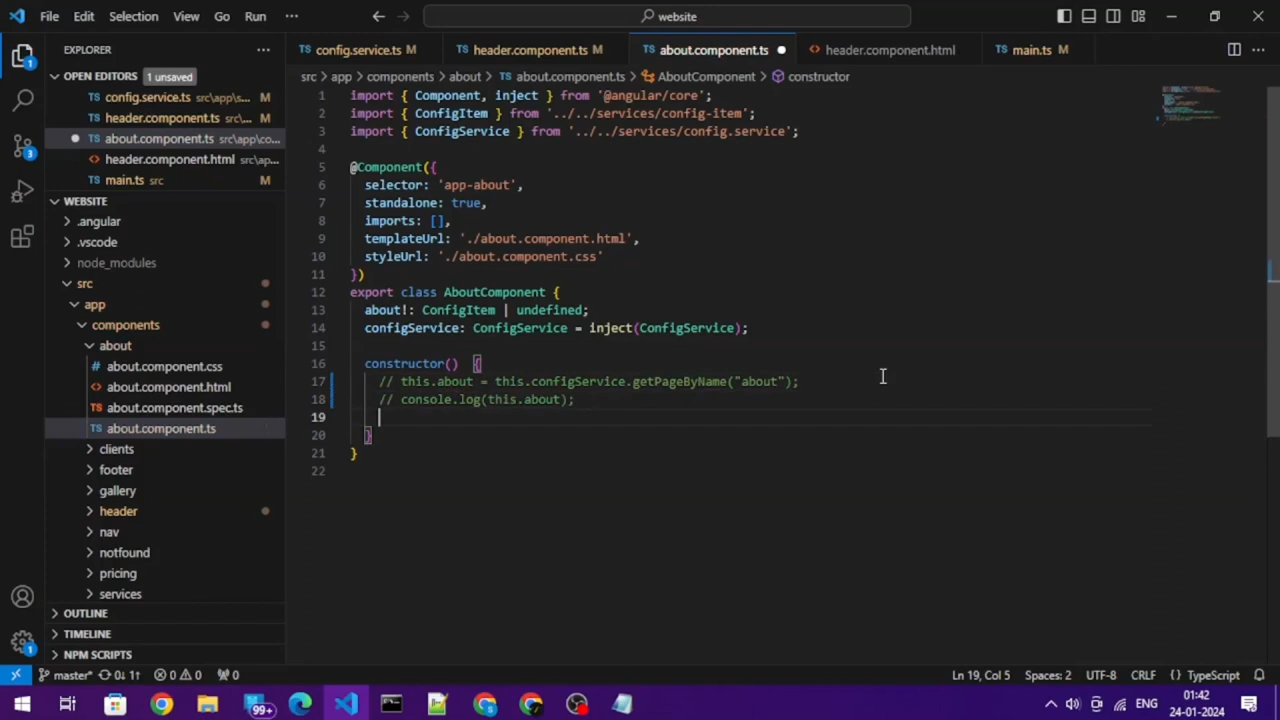 File Edit Selection View Go Run ··· website
EXPLORER ···
OPEN EDITORS 1 unsaved
TS config.service.ts src\app\s... M
TS header.component.ts src\... M
TS about.component.ts src\app\co...
<> header.component.html src\ap...
TS main.ts src M
WEBSITE
.angular
.vscode
node_modules
src
app
components
about
# about.component.css
<> about.component.html
TS about.component.spec.ts
TS about.component.ts
clients
footer
gallery
header
nav
notfound
pricing
services
OUTLINE
TIMELINE
NPM SCRIPTS
TS config.service.ts M TS header.component.ts M TS about.component.ts <> header.component.html TS main.ts M ···
src > app > components > about > TS about.component.ts > AboutComponent > constructor
1 import { Component, inject } from '@angular/core';
2 import { ConfigItem } from '../../services/config-item';
3 import { ConfigService } from '../../services/config.service';
4
5 @Component({
6 selector: 'app-about',
7 standalone: true,
8 imports: [],
9 templateUrl: './about.component.html',
10 styleUrl: './about.component.css'
11 })
12 export class AboutComponent {
13 about!: ConfigItem | undefined;
14 configService: ConfigService = inject(ConfigService);
15
16 constructor() {
17 // this.about = this.configService.getPageByName("about");
18 // console.log(this.about);
19
20 }
21 }
22
1
3
1
master* 0↓ 1↑ 0 0 0 Ln 19, Col 5 Spaces: 2 UTF-8 CRLF {} TypeScript
99+ ENG 01:42
24-01-2024